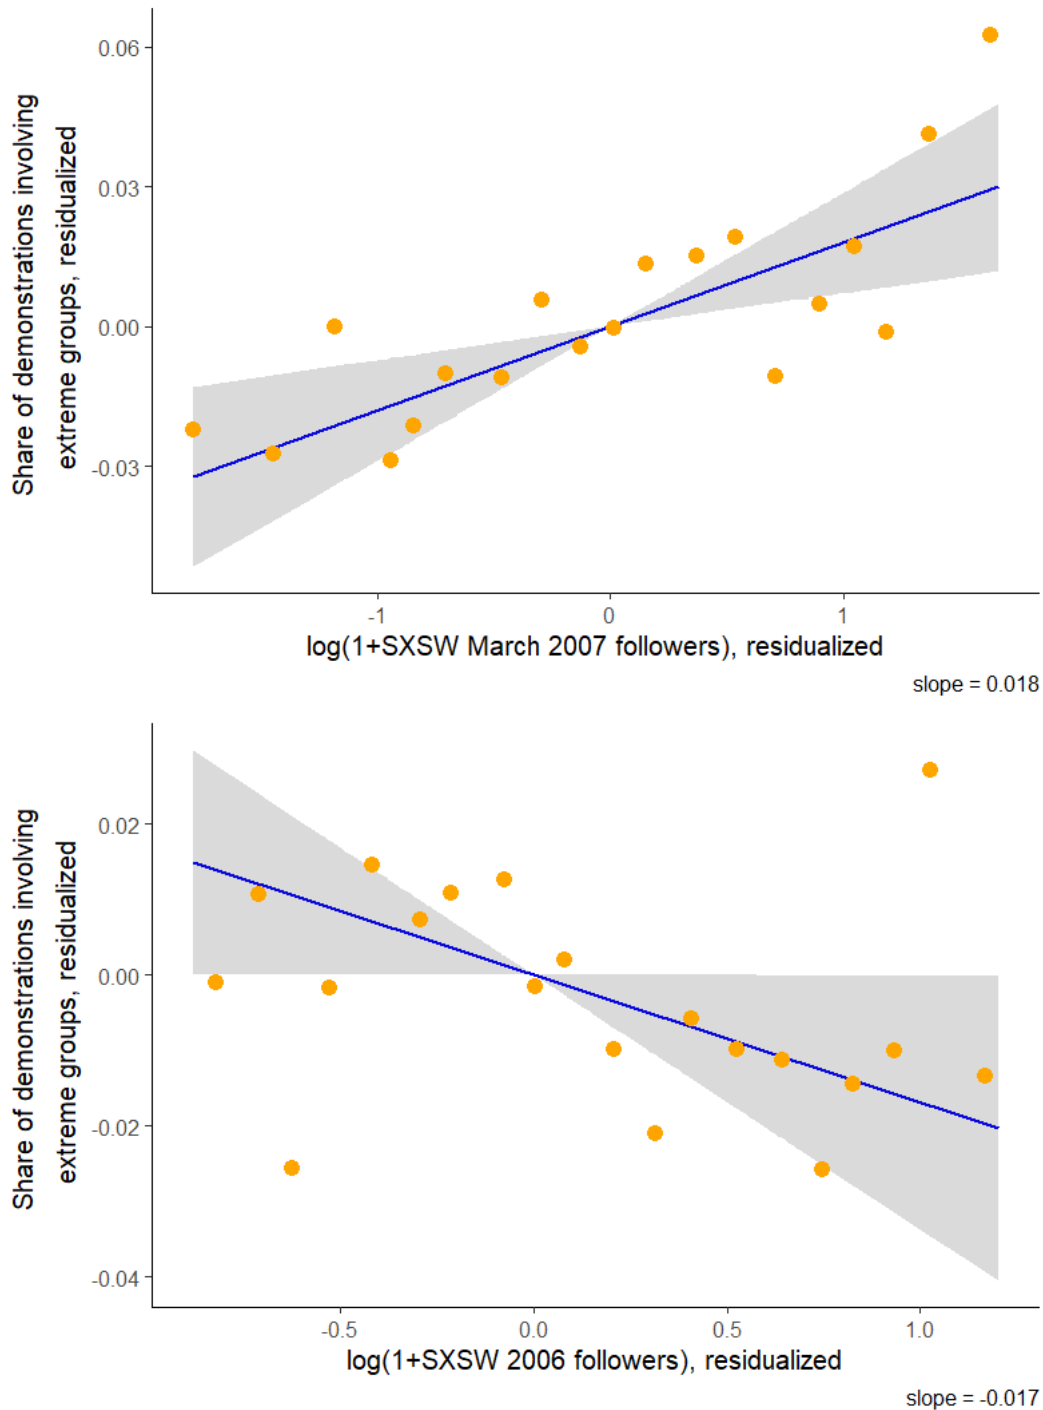 Share of demonstrations involving
extreme groups, residualized
0.06
0.03
0.00
-0.03
-1
0
1
log(1+SXSW March 2007 followers), residualized
slope = 0.018
Share of demonstrations involving
extreme groups, residualized
0.02
0.00
-0.02
-0.04
-0.5
0.0
0.5
1.0
log(1+SXSW 2006 followers), residualized
slope = -0.017